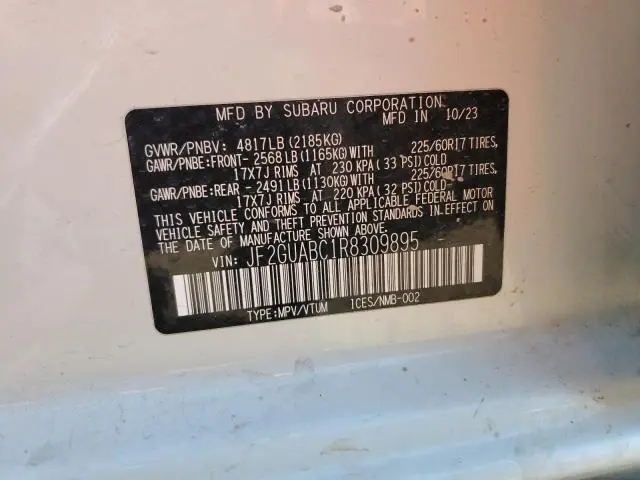 MFD BY SUBARU CORPORATION
MFD IN 10/23
GVWR/PNBV: 4817LB (2185KG)
GAWR/PNBE:FRONT- 2568LB (1165KG)WITH 225/60R17 TIRES,
17X7J RIMS AT 230 KPA (33 PSI)COLD
GAWR/PNBE:REAR - 2491LB (1130KG)WITH 225/60R17 TIRES,
17X7J RIMS AT 220 KPA (32 PSI)COLD
THIS VEHICLE CONFORMS TO ALL APPLICABLE FEDERAL MOTOR
VEHICLE SAFETY AND THEFT PREVENTION STANDARDS IN EFFECT ON
THE DATE OF MANUFACTURE SHOWN ABOVE.
VIN: JF2GUABC1R8309895
TYPE:MPV/VTUM ICES/NMB-002